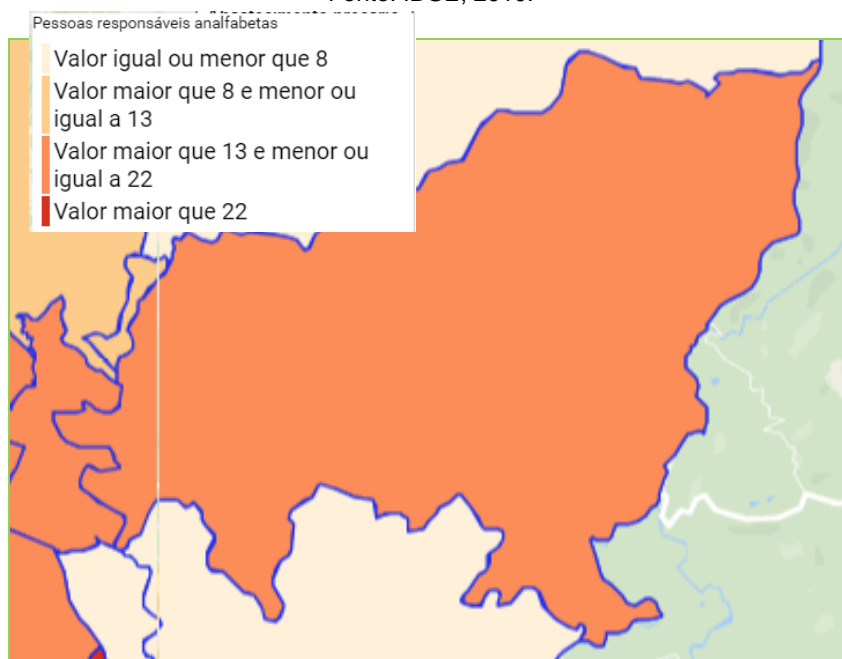 Pessoas responsáveis analfabetas
Valor igual ou menor que 8
Valor maior que 8 e menor ou
igual a 13
Valor maior que 13 e menor ou
igual a 22
Valor maior que 22